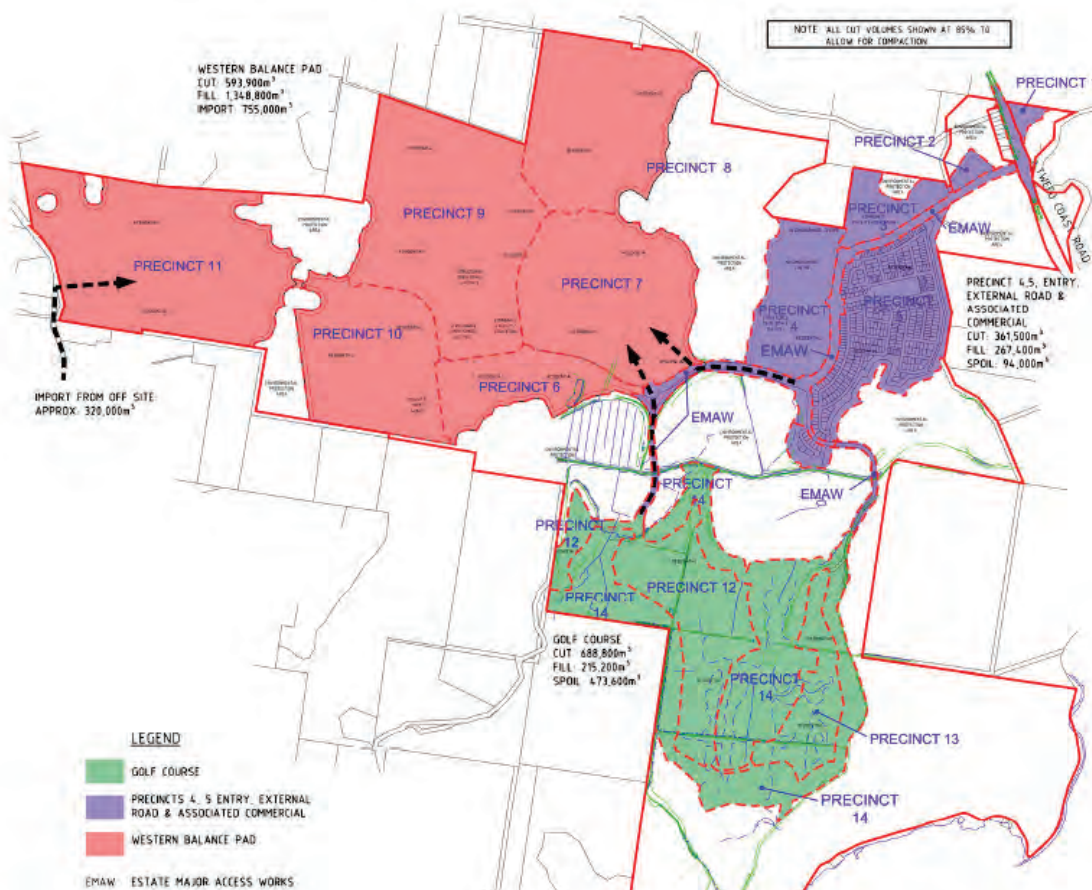 NOTE ALL CUT VOLUMES SHOWN AT 85% TO
ALLOW FOR COMPACTION
WESTERN BALANCE PAD
CUT: 593,900m³
FILL: 1,348,800m³
IMPORT: 755,000m³
PRECINCT
PRECINCT 2
PRECINCT 8
TWEED COAST ROAD
PRECINCT
3
EMAW
PRECINCT 9
PRECINCT 11
PRECINCT 7
PRECINCT 10
PRECINCT
4
PRECINCT
5
EMAW
PRECINCT 4,5, ENTRY,
EXTERNAL ROAD &
ASSOCIATED
COMMERCIAL
CUT: 361,500m³
FILL: 267,400m³
SPOIL: 94,000m³
PRECINCT 6
IMPORT FROM OFF SITE
APPROX. 320,000m³
EMAW
ENVIRONMENTAL
PROTECTION
AREA
EMAW
PRECINCT
14
PRECINCT
12
PRECINCT 12
PRECINCT
14
GOLF COURSE
CUT: 688,800m³
FILL: 215,200m³
SPOIL: 473,600m³
PRECINCT
14
PRECINCT 13
PRECINCT
14
LEGEND
GOLF COURSE
PRECINCTS 4, 5 ENTRY, EXTERNAL
ROAD & ASSOCIATED COMMERCIAL
WESTERN BALANCE PAD
EMAW ESTATE MAJOR ACCESS WORKS